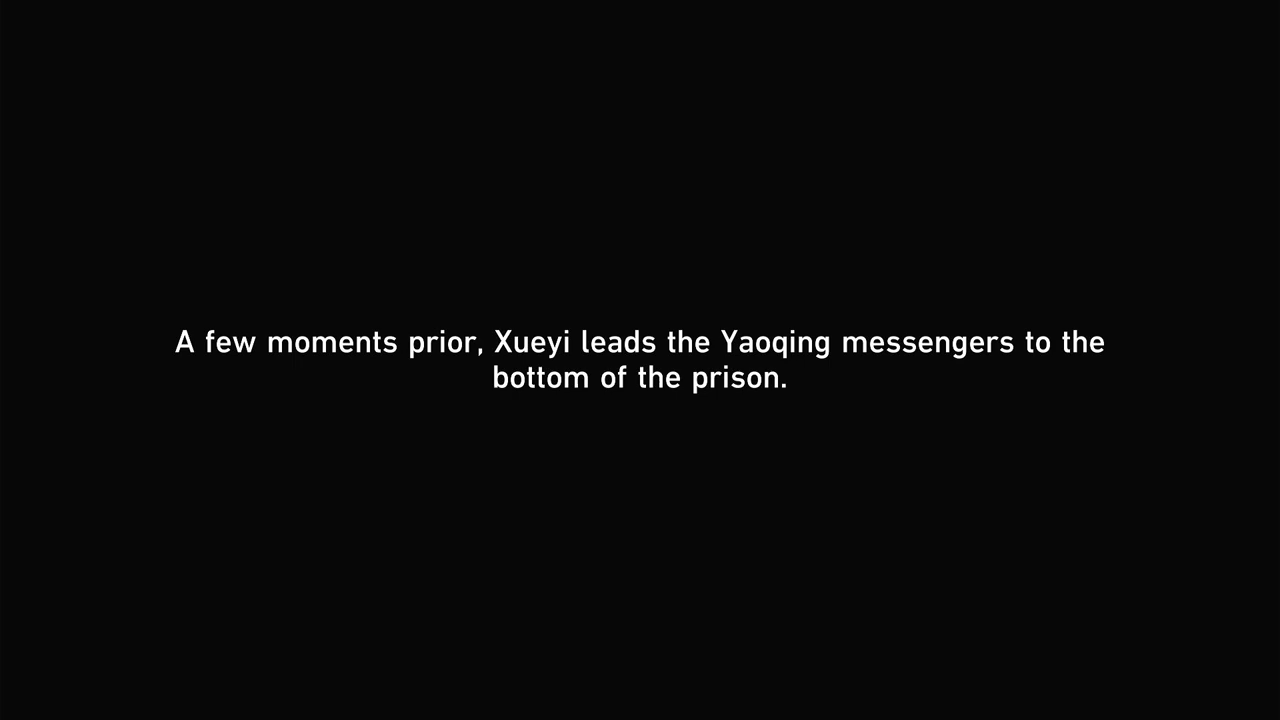 A few moments prior, Xueyi leads the Yaoqing messengers to the
bottom of the prison.